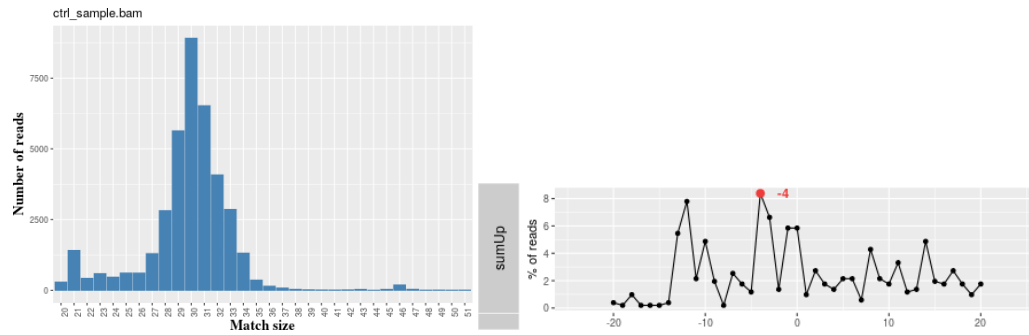 ctrl_sample.bam
Number of reads
7500
5000
2500
0
20 21 22 23 24 25 26 27 28 29 30 31 32 33 34 35 36 37 38 39 40 41 42 43 44 45 46 47 48 49 50 51
Match size
sumUp
% of reads
8
6
4
2
0
-4
-20 -10 0 10 20